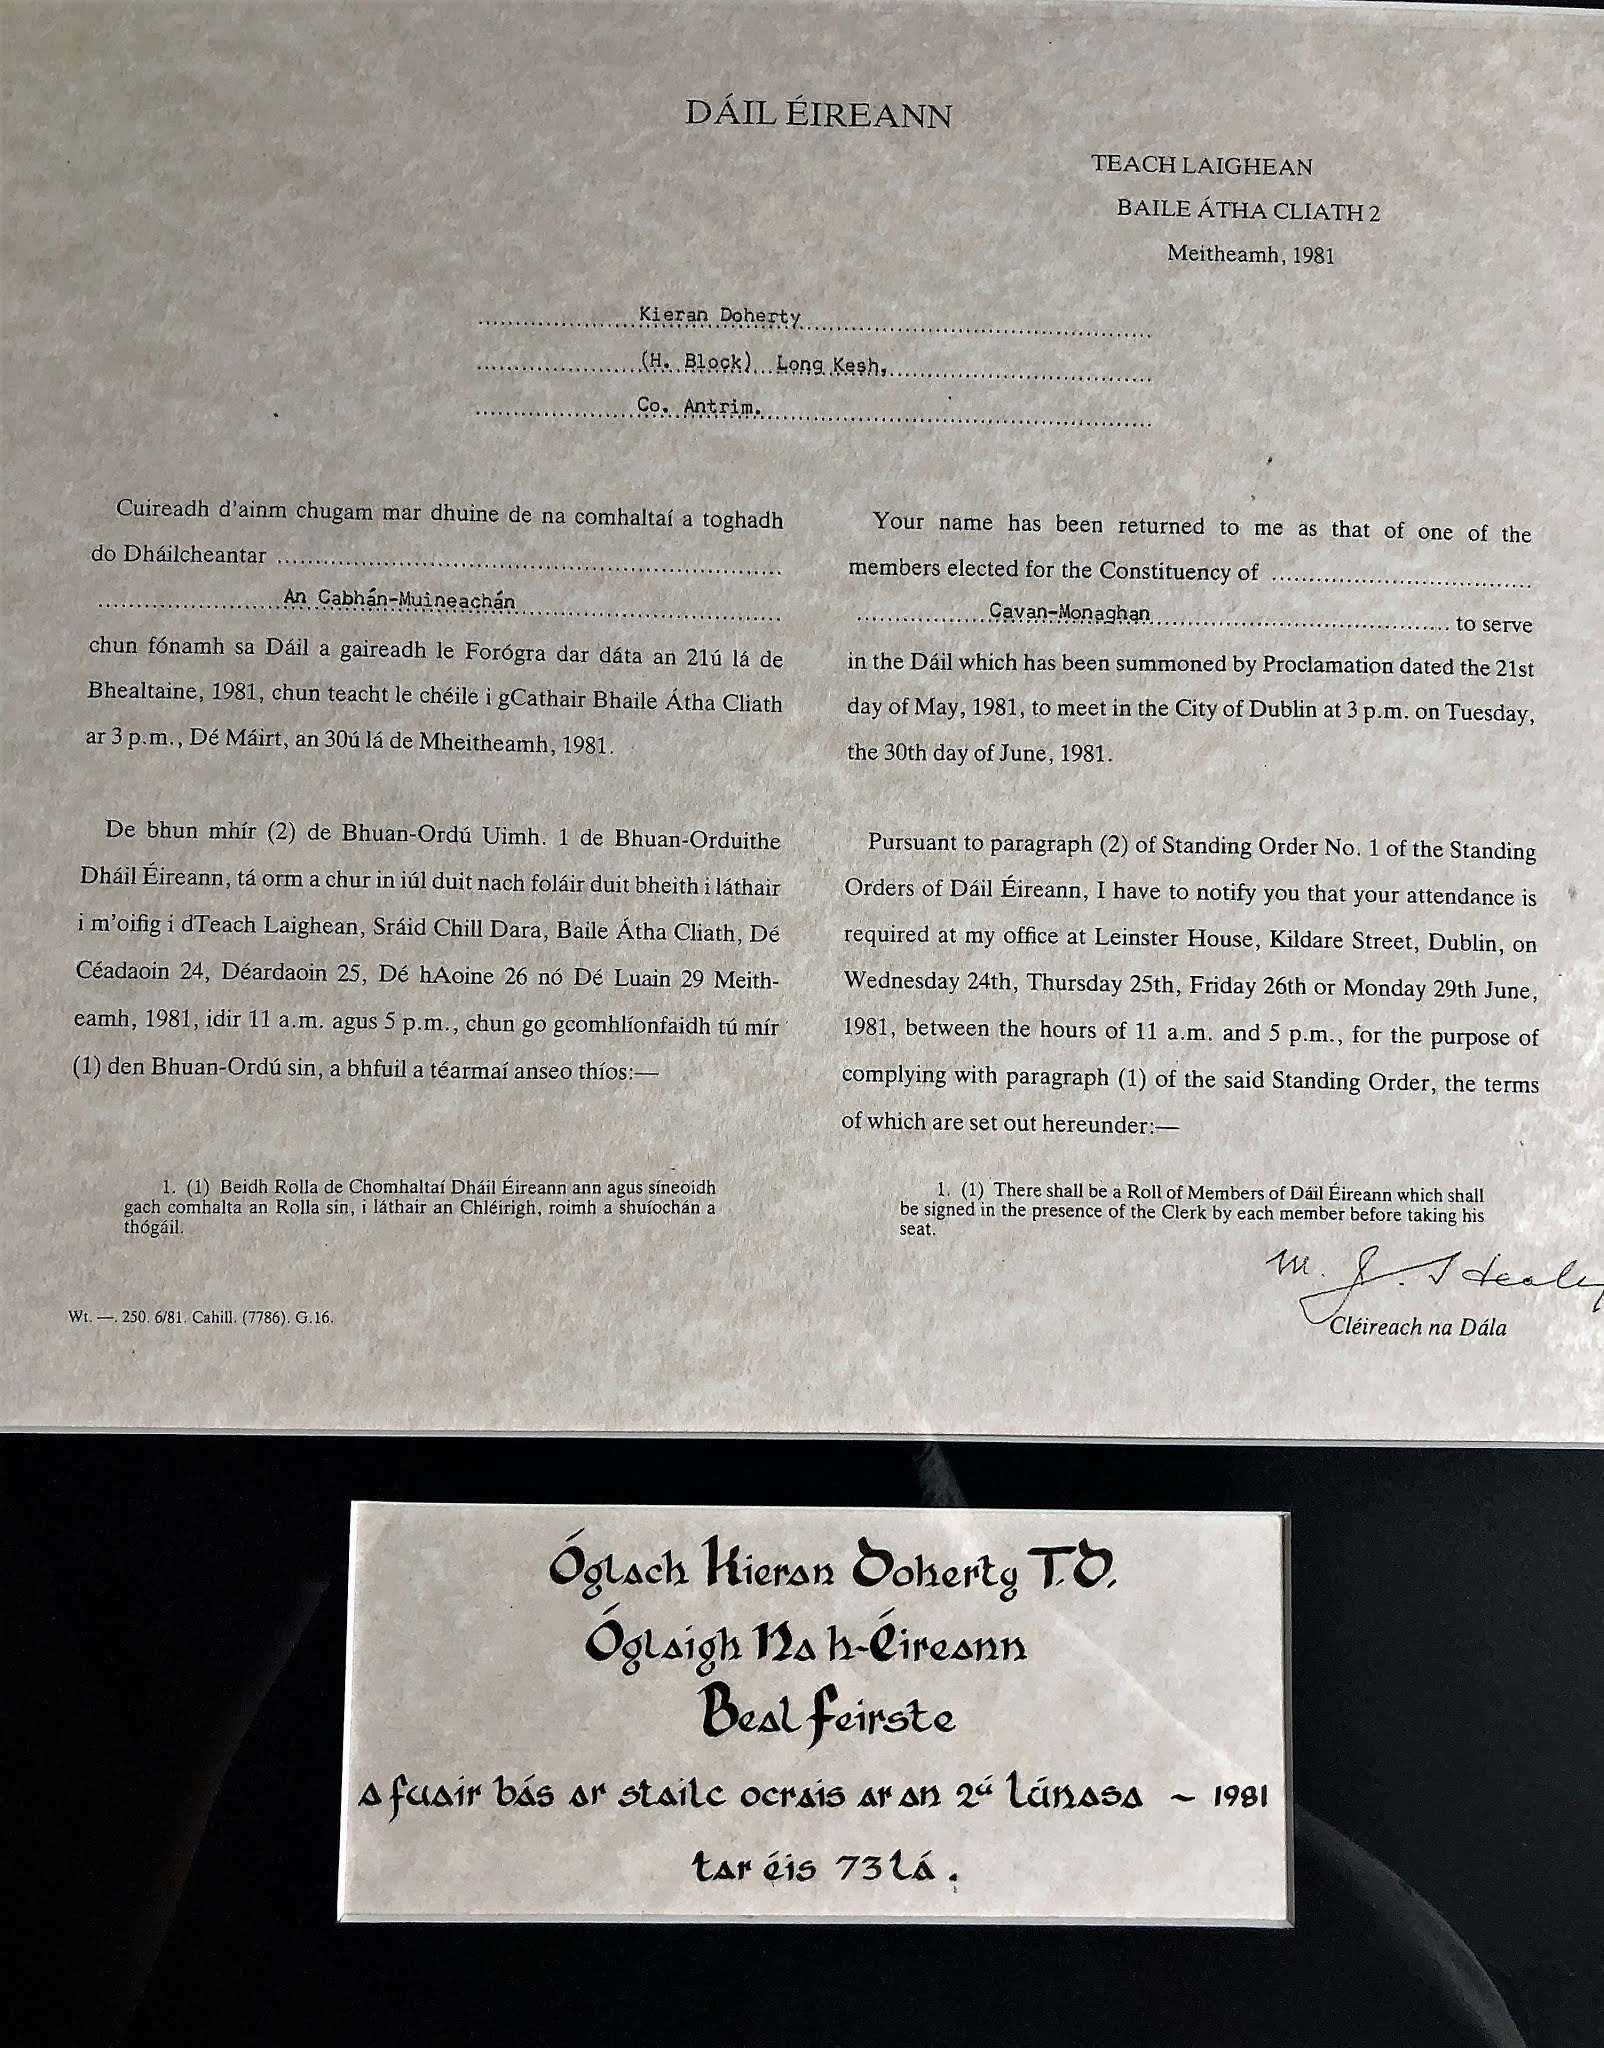 DÁIL ÉIREANN
TEACH LAIGHEAN
BAILE ÁTHA CLIATH 2
Meitheamh, 1981
Kieran Doherty
(H. Block) Long Kesh,
Co. Antrim.
Cuireadh d'ainm chugam mar dhuine de na comhaltaí a toghadh
do Dháilcheantar
An Cabhán-Muineachán
chun fónamh sa Dáil a gaireadh le Forógra dar dáta an 21ú lá de
Bhealtaine, 1981, chun teacht le chéile i gCathair Bhaile Átha Cliath
ar 3 p.m., Dé Máirt, an 30ú lá de Mheitheamh, 1981.
De bhun mhír (2) de Bhuan-Ordú Uimh. 1 de Bhuan-Orduithe
Dháil Éireann, tá orm a chur in iúl duit nach foláir duit bheith i láthair
i m'oifig i dTeach Laighean, Sráid Chill Dara, Baile Átha Cliath, Dé
Céadaoin 24, Déardaoin 25, Dé hAoine 26 nó Dé Luain 29 Meith-
eamh, 1981, idir 11 a.m. agus 5 p.m., chun go gcomhlíonfaidh tú mír
(1) den Bhuan-Ordú sin, a bhfuil a téarmaí anseo thíos:—
1. (1) Beidh Rolla de Chomhaltaí Dháil Éireann ann agus síneoidh
gach comhalta an Rolla sin, i láthair an Chléirigh, roimh a shuíochán a
thógáil.
Wt. —. 250. 6/81. Cahill. (7786). G.16.
Your name has been returned to me as that of one of the
members elected for the Constituency of
Cavan-Monaghan to serve
in the Dáil which has been summoned by Proclamation dated the 21st
day of May, 1981, to meet in the City of Dublin at 3 p.m. on Tuesday,
the 30th day of June, 1981.
Pursuant to paragraph (2) of Standing Order No. 1 of the Standing
Orders of Dáil Éireann, I have to notify you that your attendance is
required at my office at Leinster House, Kildare Street, Dublin, on
Wednesday 24th, Thursday 25th, Friday 26th or Monday 29th June,
1981, between the hours of 11 a.m. and 5 p.m., for the purpose of
complying with paragraph (1) of the said Standing Order, the terms
of which are set out hereunder:—
1. (1) There shall be a Roll of Members of Dáil Éireann which shall
be signed in the presence of the Clerk by each member before taking his
seat.
M. J. Healy
Cléireach na Dála
Óglach Kieran Doherty T.D.
Óglaigh Na h-Éireann
Beal Feirste
a fuair bás ar stailc ocrais ar an 2ú lúnasa ~ 1981
tar éis 73 lá.